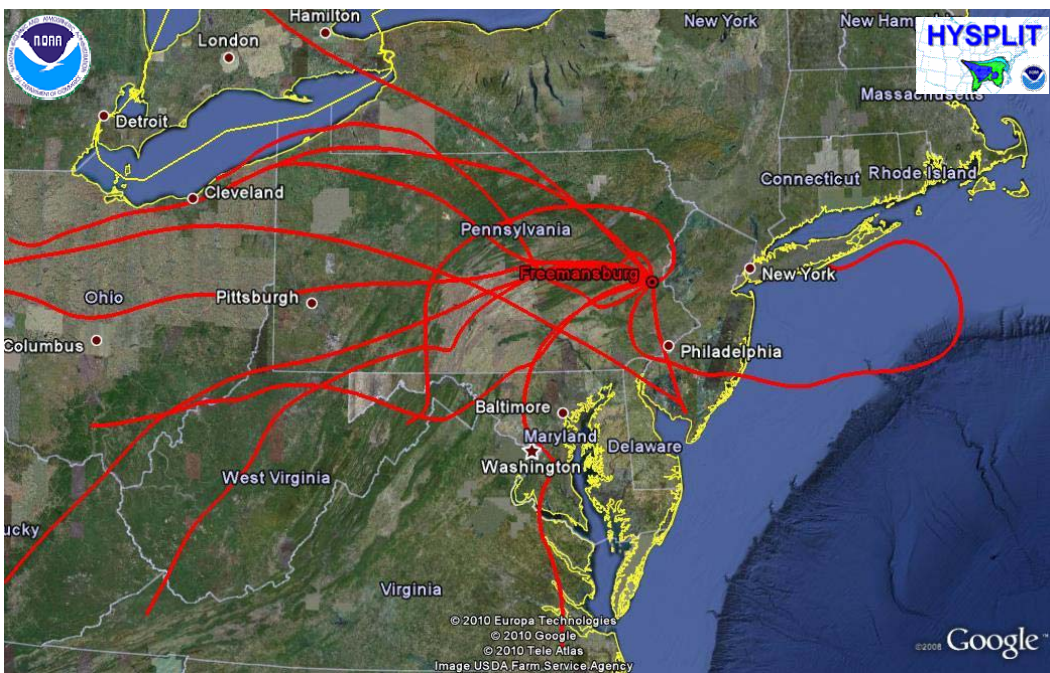 Hamilton
New York
New Hamp
HYSPLIT
NOAA
London
Massachusetts
Detroit
Connecticut
Rhode Island
Cleveland
Pennsylvania
Freemansburg
New York
Ohio
Pittsburgh
Columbus
Philadelphia
Baltimore
Maryland
Delaware
Washington
West Virginia
ucky
Virginia
© 2010 Europa Technologies
© 2010 Google
© 2010 Tele Atlas
Image USDA Farm Service Agency
©2008 Google™